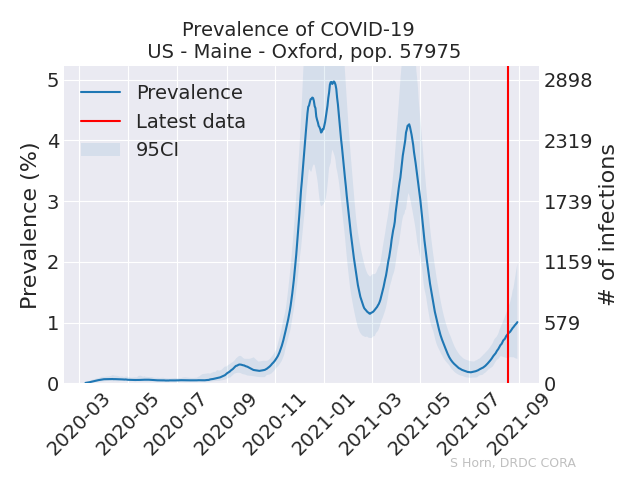 Prevalence of COVID-19
US - Maine - Oxford, pop. 57975
Prevalence
Latest data
95CI
Prevalence (%)
5
4
3
2
1
0
2898
2319
1739
1159
579
0
# of infections
2020-03
2020-05
2020-07
2020-09
2020-11
2021-01
2021-03
2021-05
2021-07
2021-09
S Horn, DRDC CORA